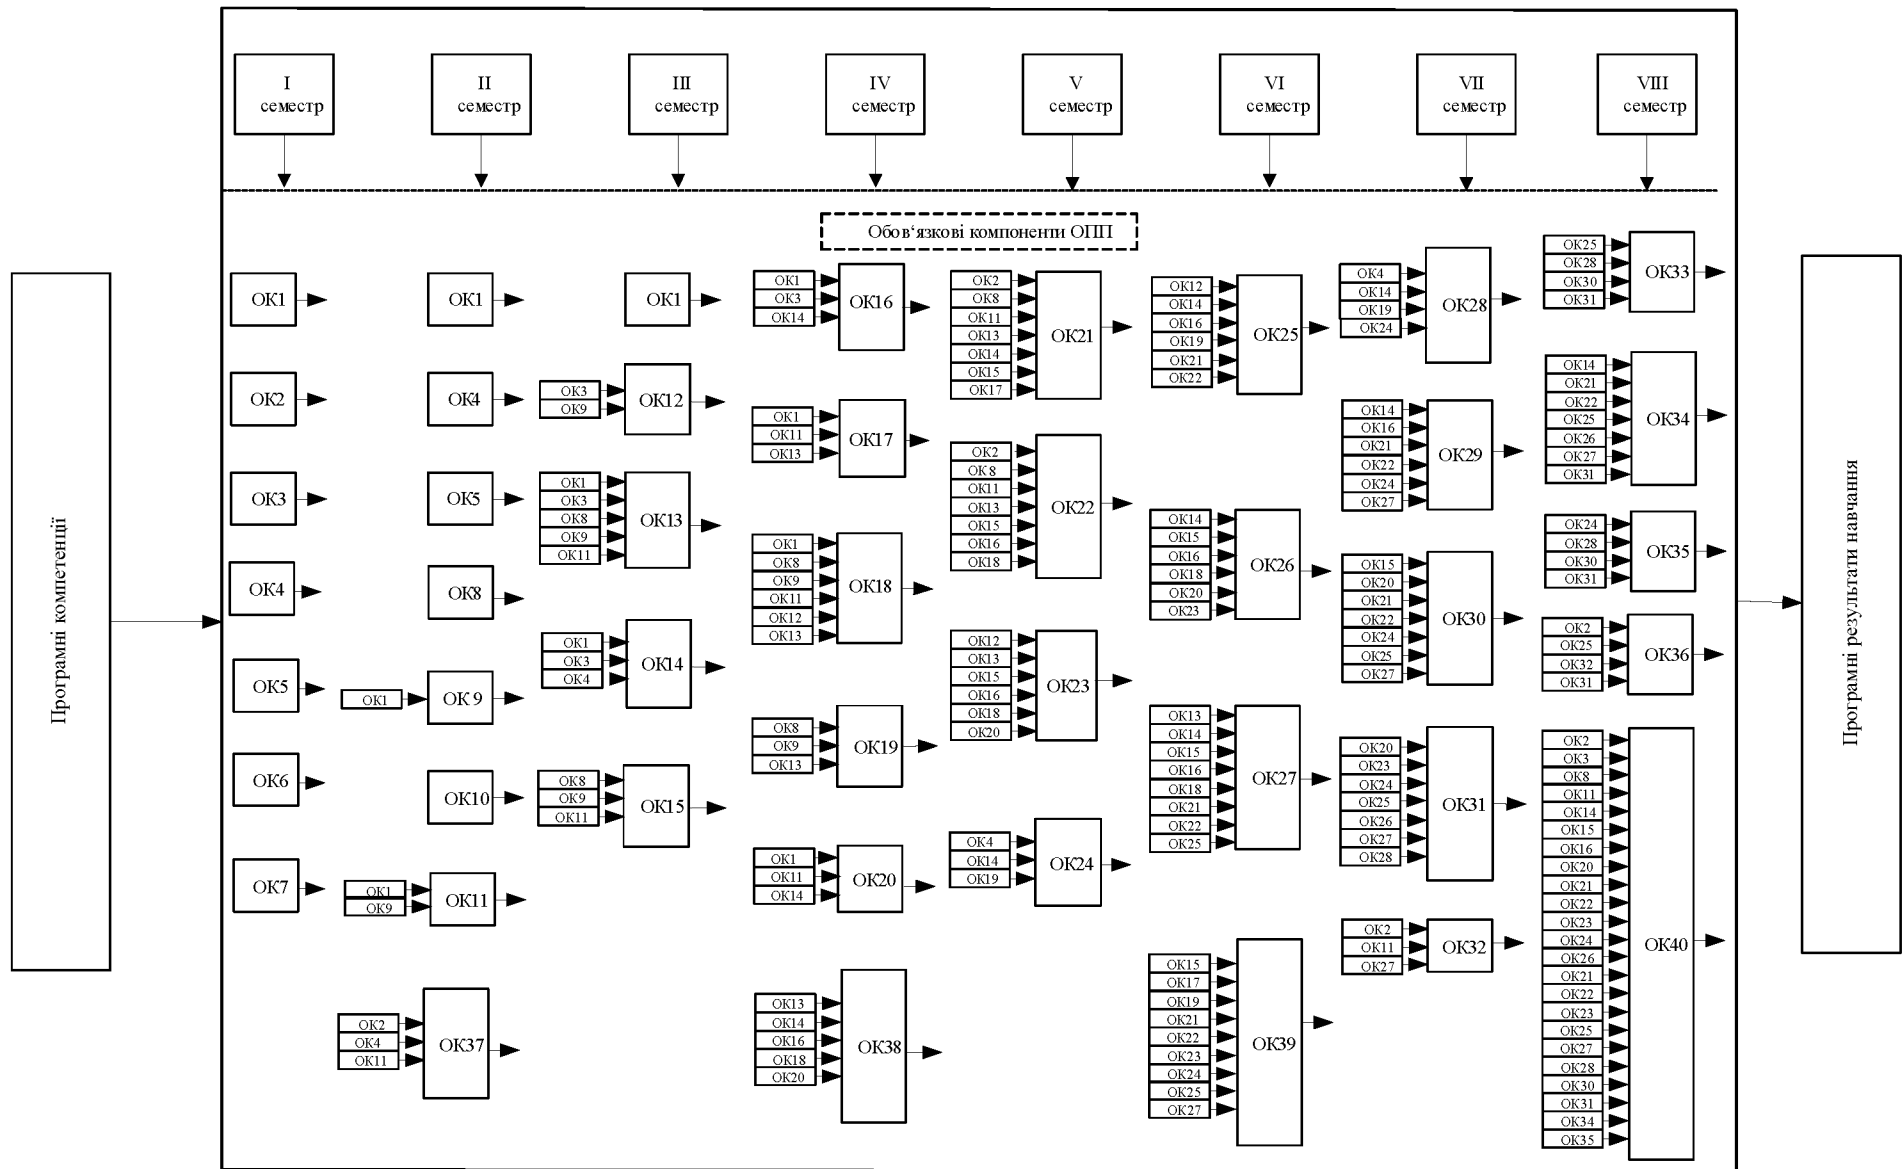 I
семестр
II
семестр
III
семестр
IV
семестр
V
семестр
VI
семестр
VII
семестр
VIII
семестр
Обов‘язкові компоненти ОПП
Програмні компетенції
ОК1
ОК2
ОК3
ОК4
ОК5
ОК6
ОК7
ОК1
ОК4
ОК5
ОК8
ОК1
ОК 9
ОК10
ОК1
ОК9
ОК11
ОК2
ОК4
ОК11
ОК37
ОК1
ОК3
ОК9
ОК12
ОК1
ОК3
ОК8
ОК9
ОК11
ОК13
ОК1
ОК3
ОК4
ОК14
ОК8
ОК9
ОК11
ОК15
ОК1
ОК3
ОК14
ОК16
ОК1
ОК11
ОК13
ОК17
ОК1
ОК8
ОК9
ОК11
ОК12
ОК13
ОК18
ОК8
ОК9
ОК13
ОК19
ОК1
ОК11
ОК14
ОК20
ОК13
ОК14
ОК16
ОК18
ОК20
ОК38
ОК2
ОК8
ОК11
ОК13
ОК14
ОК15
ОК17
ОК21
ОК2
ОК8
ОК11
ОК13
ОК15
ОК16
ОК18
ОК22
ОК12
ОК13
ОК15
ОК16
ОК18
ОК20
ОК23
ОК4
ОК14
ОК19
ОК24
ОК12
ОК14
ОК16
ОК19
ОК21
ОК22
ОК25
ОК14
ОК15
ОК16
ОК18
ОК20
ОК23
ОК26
ОК13
ОК14
ОК15
ОК16
ОК18
ОК21
ОК22
ОК25
ОК27
ОК15
ОК17
ОК19
ОК21
ОК22
ОК23
ОК24
ОК25
ОК27
ОК39
ОК4
ОК14
ОК19
ОК24
ОК28
ОК14
ОК16
ОК21
ОК22
ОК24
ОК27
ОК29
ОК15
ОК20
ОК21
ОК22
ОК24
ОК25
ОК27
ОК30
ОК20
ОК23
ОК24
ОК25
ОК26
ОК27
ОК28
ОК31
ОК2
ОК11
ОК27
ОК32
ОК25
ОК28
ОК30
ОК31
ОК33
ОК14
ОК21
ОК22
ОК25
ОК26
ОК27
ОК31
ОК34
ОК24
ОК28
ОК30
ОК31
ОК35
ОК2
ОК25
ОК32
ОК31
ОК36
ОК2
ОК3
ОК8
ОК11
ОК14
ОК15
ОК16
ОК20
ОК21
ОК22
ОК23
ОК24
ОК26
ОК21
ОК22
ОК23
ОК25
ОК27
ОК28
ОК30
ОК31
ОК34
ОК35
ОК40
Програмні результати навчання